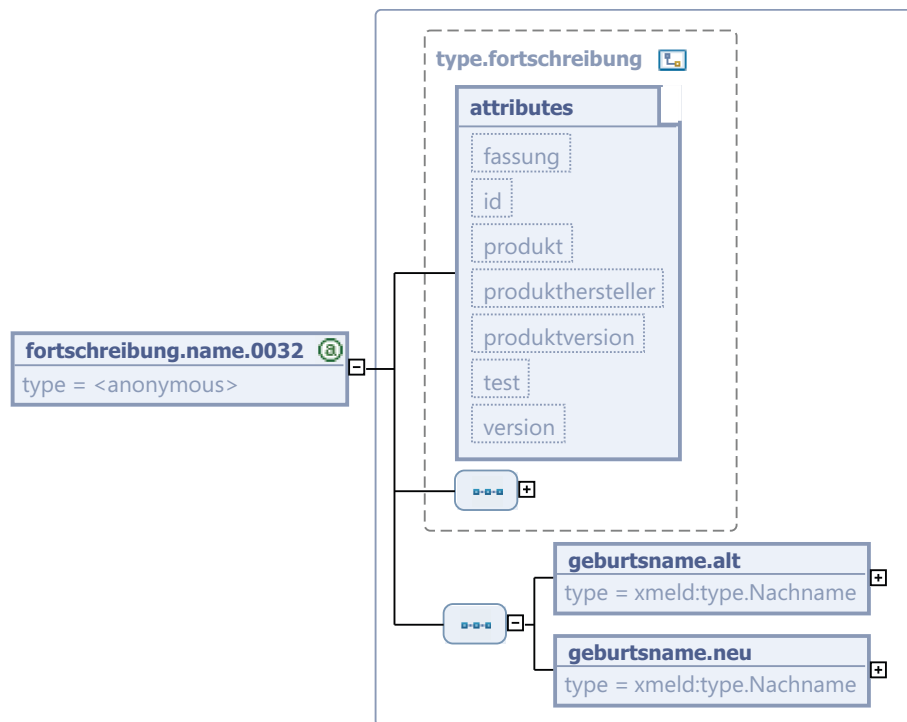 type.fortschreibung
attributes
fassung
id
produkt
produkthersteller
produktversion
test
version
fortschreibung.name.0032 @
type = <anonymous>
geburtsname.alt
type = xmeld:type.Nachname
geburtsname.neu
type = xmeld:type.Nachname